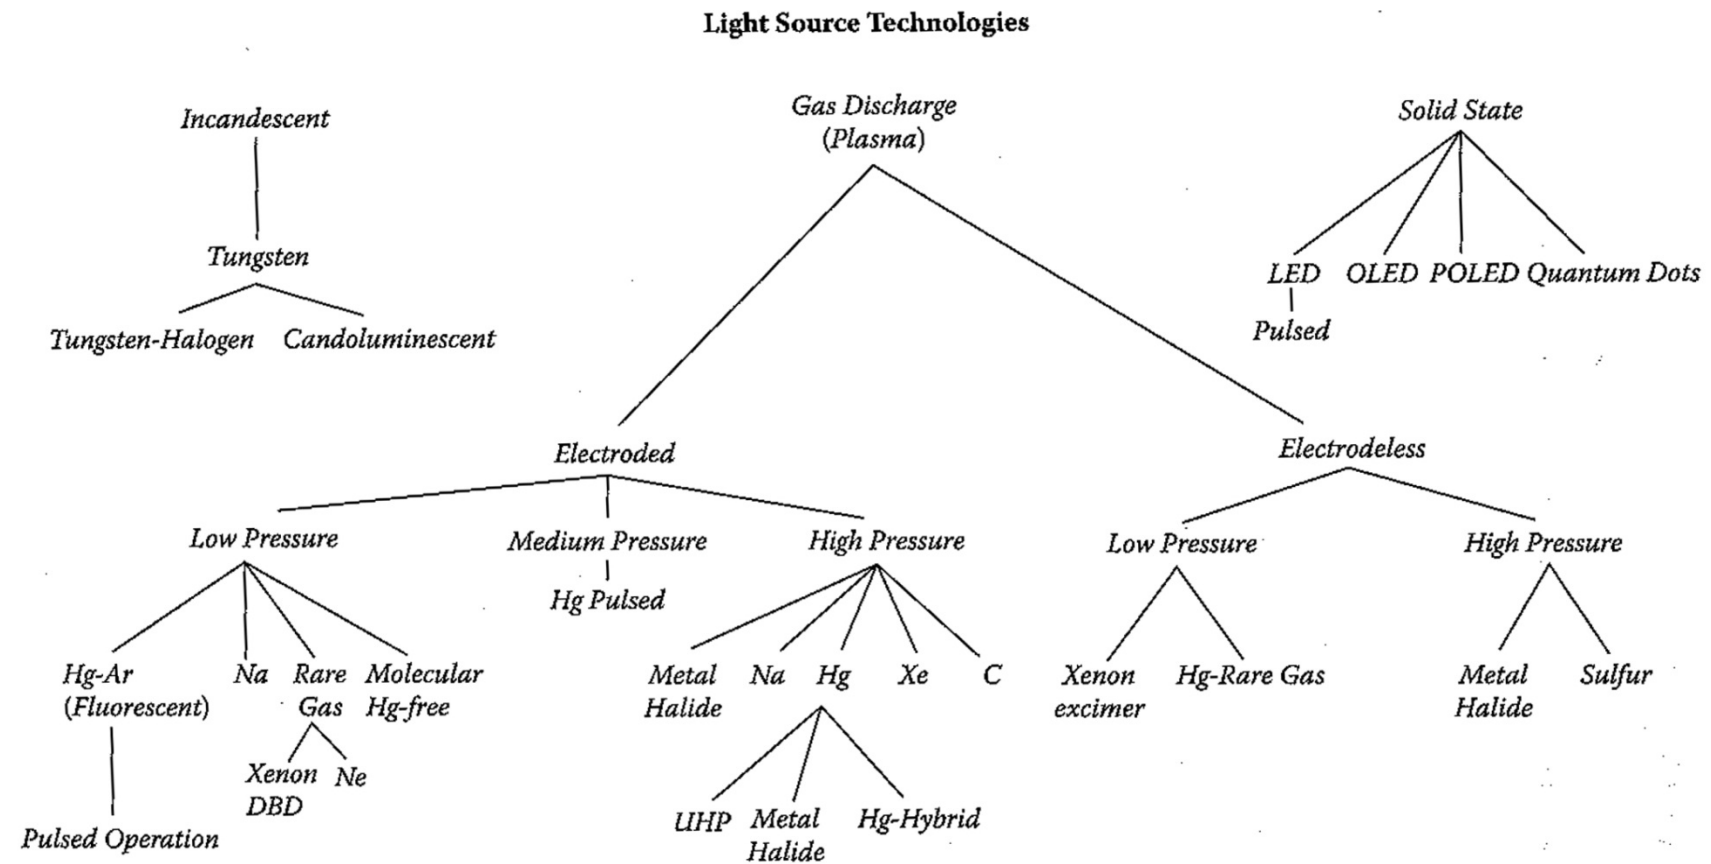 Light Source Technologies
Incandescent
Gas Discharge
(Plasma)
Solid State
Tungsten
Tungsten-Halogen Candoluminescent
LED OLED POLED Quantum Dots
Pulsed
Electroded
Electrodeless
Low Pressure Medium Pressure High Pressure
Hg Pulsed
Low Pressure High Pressure
Hg-Ar
(Fluorescent)
Na
Rare
Gas
Molecular
Hg-free
Xenon
DBD
Ne
Pulsed Operation
Metal
Halide
Na
Hg
Xe
C
UHP
Metal
Halide
Hg-Hybrid
Xenon
excimer
Hg-Rare Gas
Metal
Halide
Sulfur